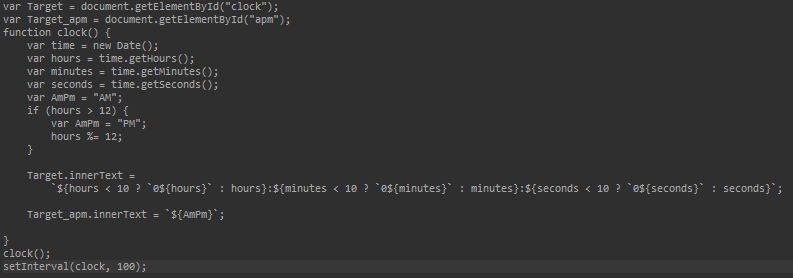 var Target = document.getElementById("clock");
var Target_apm = document.getElementById("apm");
function clock() {
    var time = new Date();
    var hours = time.getHours();
    var minutes = time.getMinutes();
    var seconds = time.getSeconds();
    var AmPm = "AM";
    if (hours > 12) {
        var AmPm = "PM";
        hours %= 12;
    }

    Target.innerText =
        `${hours < 10 ? `0${hours}` : hours}:${minutes < 10 ? `0${minutes}` : minutes}:${seconds < 10 ? `0${seconds}` : seconds}`;

    Target_apm.innerText = `${AmPm}`;

}
clock();
setInterval(clock, 100);